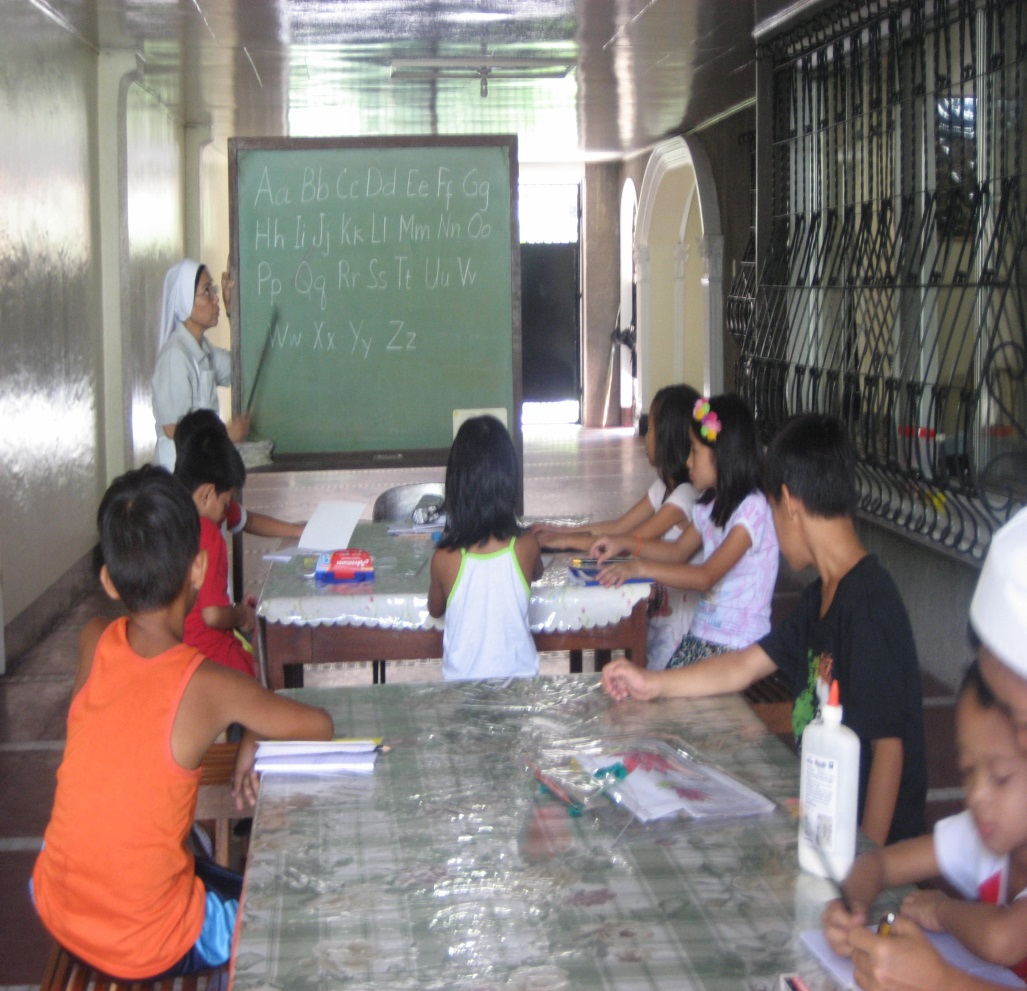 Aa Bb Cc Dd Ee Ff Gg
Hh Ii Jj Kk Ll Mm Nn Oo
Pp Qq Rr Ss Tt Uu Vv
Ww Xx Yy Zz